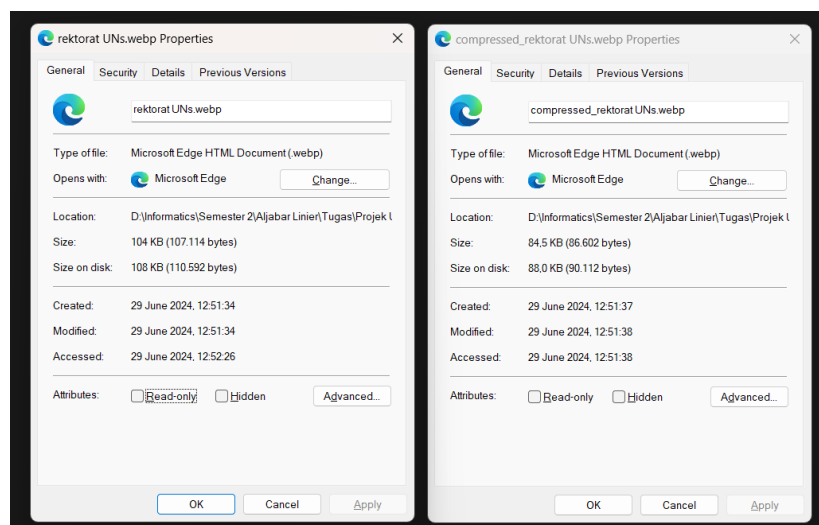 rektorat UNs.webp Properties
General Security Details Previous Versions
rektorat UNs.webp
Type of file: Microsoft Edge HTML Document (.webp)
Opens with: Microsoft Edge Change...
Location: D:\Informatics\Semester 2\Aljabar Linier\Tugas\Projek U
Size: 104 KB (107.114 bytes)
Size on disk: 108 KB (110.592 bytes)
Created: 29 June 2024, 12:51:34
Modified: 29 June 2024, 12:51:34
Accessed: 29 June 2024, 12:52:26
Attributes: Read-only Hidden Advanced...
OK Cancel Apply
compressed_rektorat UNs.webp Properties
General Security Details Previous Versions
compressed_rektorat UNs.webp
Type of file: Microsoft Edge HTML Document (.webp)
Opens with: Microsoft Edge Change...
Location: D:\Informatics\Semester 2\Aljabar Linier\Tugas\Projek U
Size: 84,5 KB (86.602 bytes)
Size on disk: 88,0 KB (90.112 bytes)
Created: 29 June 2024, 12:51:37
Modified: 29 June 2024, 12:51:38
Accessed: 29 June 2024, 12:51:38
Attributes: Read-only Hidden Advanced...
OK Cancel Apply